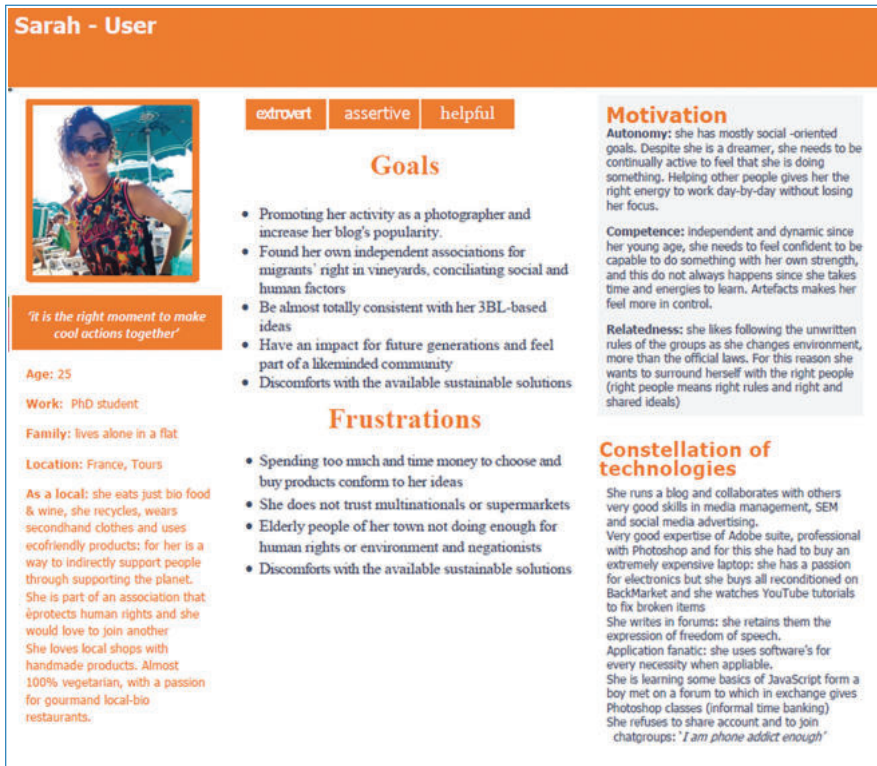 Sarah - User
'it is the right moment to make
cool actions together'
Age: 25
Work: PhD student
Family: lives alone in a flat
Location: France, Tours
As a local: she eats just bio food
& wine, she recycles, wears
secondhand clothes and uses
ecofriendly products: for her is a
way to indirectly support people
through supporting the planet.
She is part of an association that
èprotects human rights and she
would love to join another
She loves local shops with
handmade products. Almost
100% vegetarian, with a passion
for gourmand local-bio
restaurants.
extrovert
assertive
helpful
Goals
• Promoting her activity as a photographer and
increase her blog's popularity.
• Found her own independent associations for
migrants' right in vineyards, conciliating social and
human factors
• Be almost totally consistent with her 3BL-based
ideas
• Have an impact for future generations and feel
part of a likeminded community
• Discomforts with the available sustainable solutions
Frustrations
• Spending too much and time money to choose and
buy products conform to her ideas
• She does not trust multinationals or supermarkets
• Elderly people of her town not doing enough for
human rights or environment and negationists
• Discomforts with the available sustainable solutions
Motivation
Autonomy: she has mostly social -oriented
goals. Despite she is a dreamer, she needs to be
continually active to feel that she is doing
something. Helping other people gives her the
right energy to work day-by-day without losing
her focus.
Competence: independent and dynamic since
her young age, she needs to feel confident to be
capable to do something with her own strength,
and this do not always happens since she takes
time and energies to learn. Artefacts makes her
feel more in control.
Relatedness: she likes following the unwritten
rules of the groups as she changes environment,
more than the official laws. For this reason she
wants to surround herself with the right people
(right people means right rules and right and
shared ideals)
Constellation of
technologies
She runs a blog and collaborates with others
very good skills in media management, SEM
and social media advertising.
Very good expertise of Adobe suite, professional
with Photoshop and for this she had to buy an
extremely expensive laptop: she has a passion
for electronics but she buys all reconditioned on
BackMarket and she watches YouTube tutorials
to fix broken items
She writes in forums: she retains them the
expression of freedom of speech.
Application fanatic: she uses software's for
every necessity when appliable.
She is learning some basics of JavaScript form a
boy met on a forum to which in exchange gives
Photoshop classes (informal time banking)
She refuses to share account and to join
chatgroups: 'I am phone addict enough'